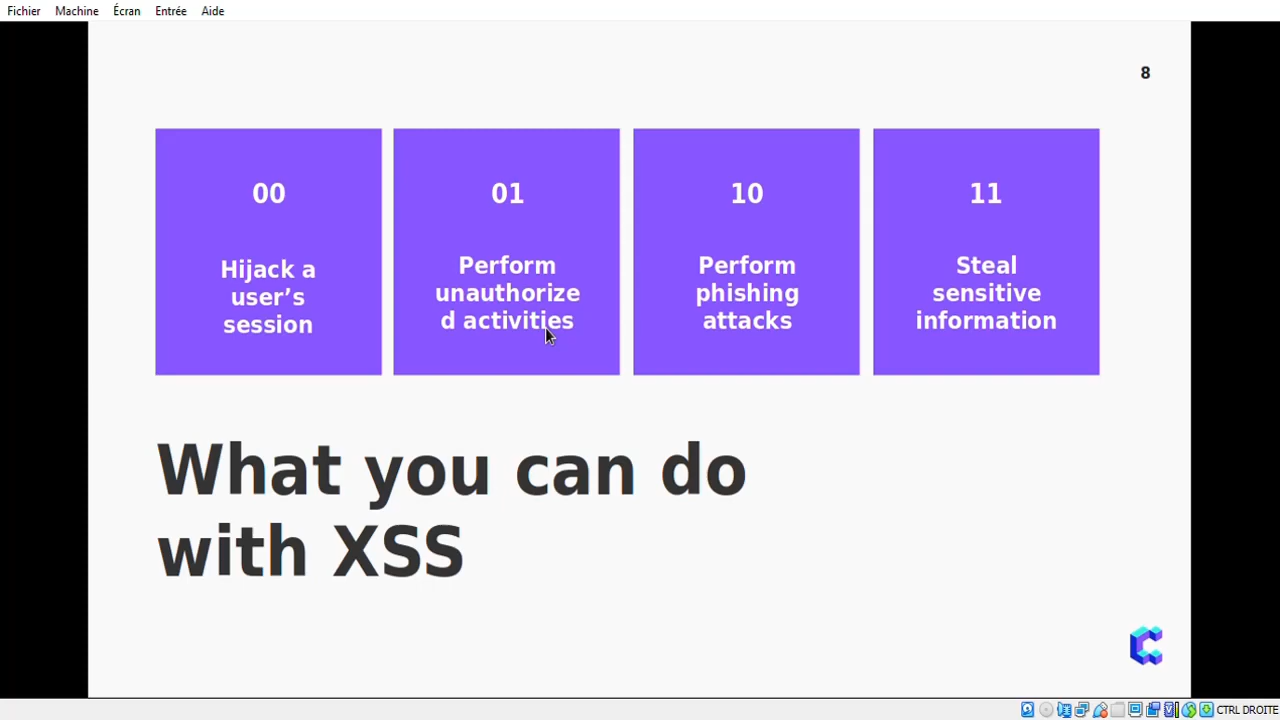 Fichier Machine Écran Entrée Aide
8
00
Hijack a
user’s
session
01
Perform
unauthorize
d activities
10
Perform
phishing
attacks
11
Steal
sensitive
information
What you can do
with XSS
CTRL DROITE